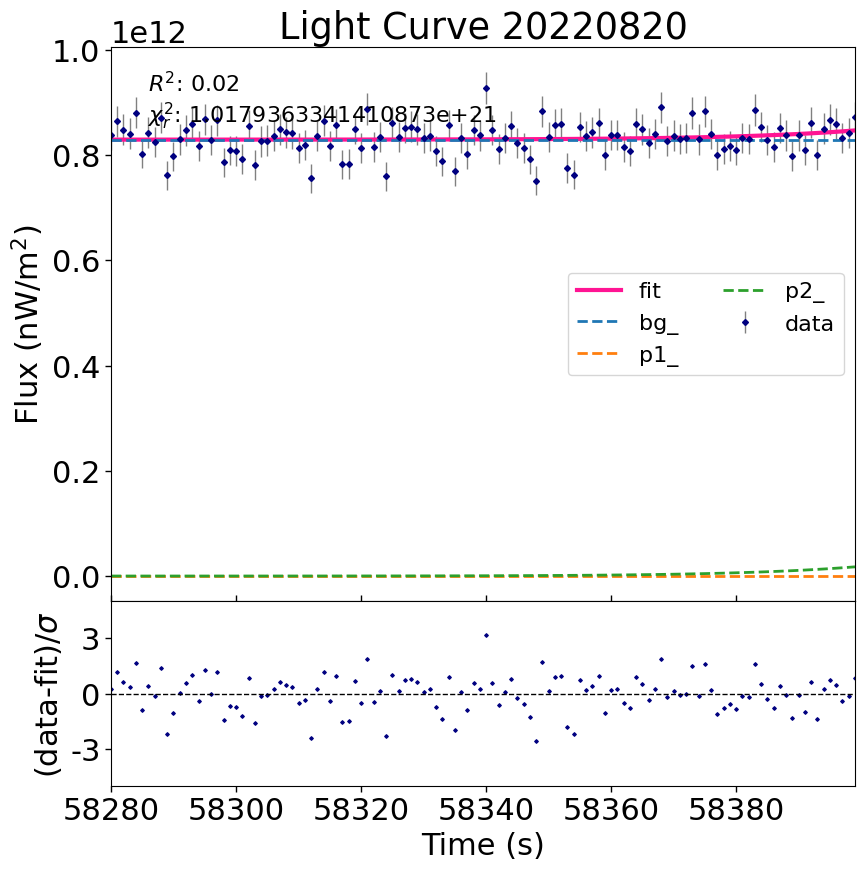 Light Curve 20220820
1e12
R²: 0.02
χ²ᵣ: 1.0179363341410873e+21
1.0
0.8
0.6
0.4
0.2
0.0
Flux (nW/m²)
fit
bg_
p1_
p2_
data
3
0
-3
(data-fit)/σ
58280
58300
58320
58340
58360
58380
Time (s)